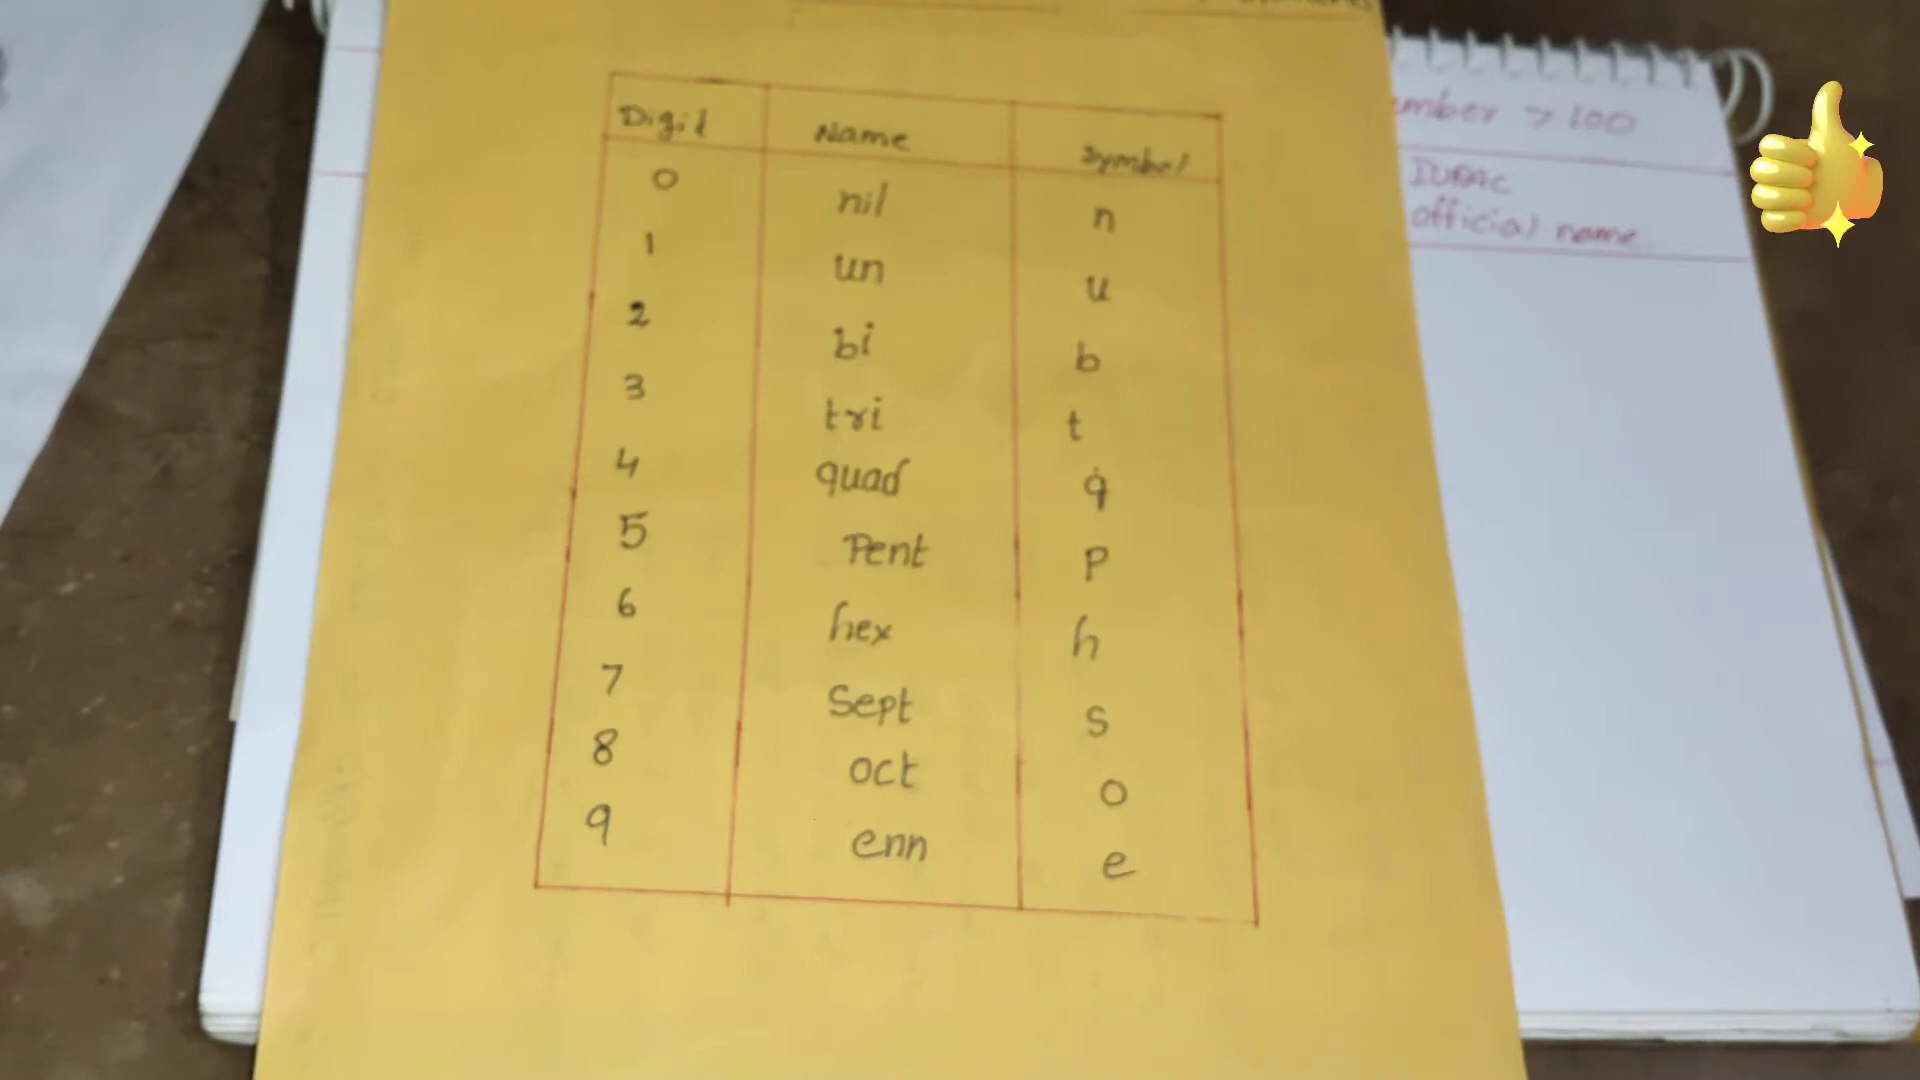 Digit Name Symbol
0 nil n
1 un u
2 bi b
3 tri t
4 quad q
5 Pent p
6 hex h
7 Sept s
8 oct o
9 enn e
> 100
IUPAC
official name